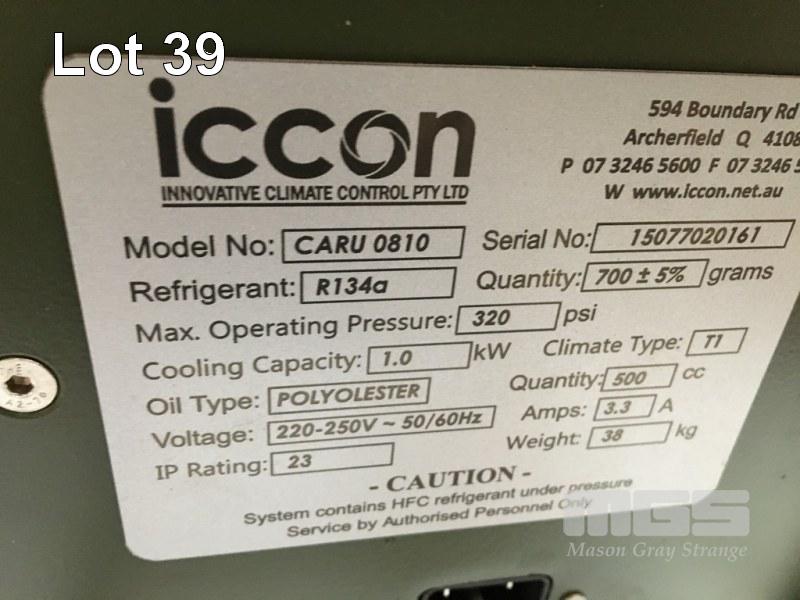 Lot 39
iccon
INNOVATIVE CLIMATE CONTROL PTY LTD
594 Boundary Rd
Archerfield Q 4108
P 07 3246 5600 F 07 3246 5
W www.iccon.net.au
Model No: CARU 0810 Serial No: 15077020161
Refrigerant: R134a Quantity: 700 ± 5% grams
Max. Operating Pressure: 320 psi
Cooling Capacity: 1.0 kW Climate Type: T1
Oil Type: POLYOLESTER Quantity: 500 cc
Voltage: 220-250V ~ 50/60Hz Amps: 3.3 A
IP Rating: 23 Weight: 38 kg
- CAUTION -
System contains HFC refrigerant under pressure
Service by Authorised Personnel Only
MGS
Mason Gray Strange
A2-70